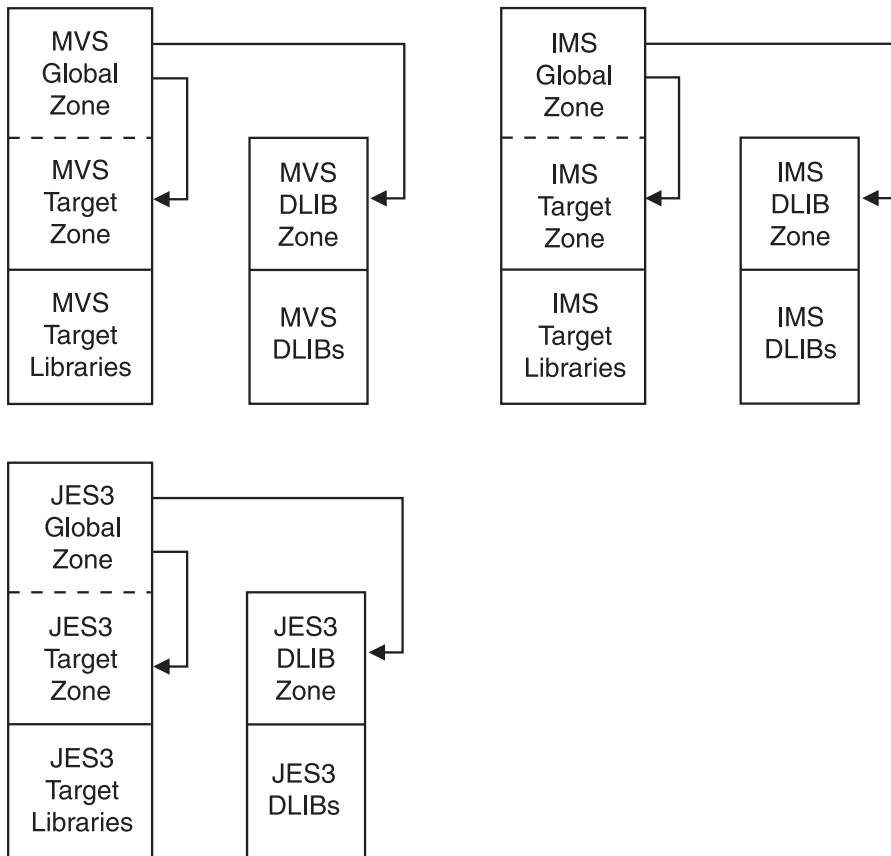 MVS
Global
Zone
MVS
Target
Zone
MVS
Target
Libraries
MVS
DLIB
Zone
MVS
DLIBs
IMS
Global
Zone
IMS
Target
Zone
IMS
Target
Libraries
IMS
DLIB
Zone
IMS
DLIBs
JES3
Global
Zone
JES3
Target
Zone
JES3
Target
Libraries
JES3
DLIB
Zone
JES3
DLIBs